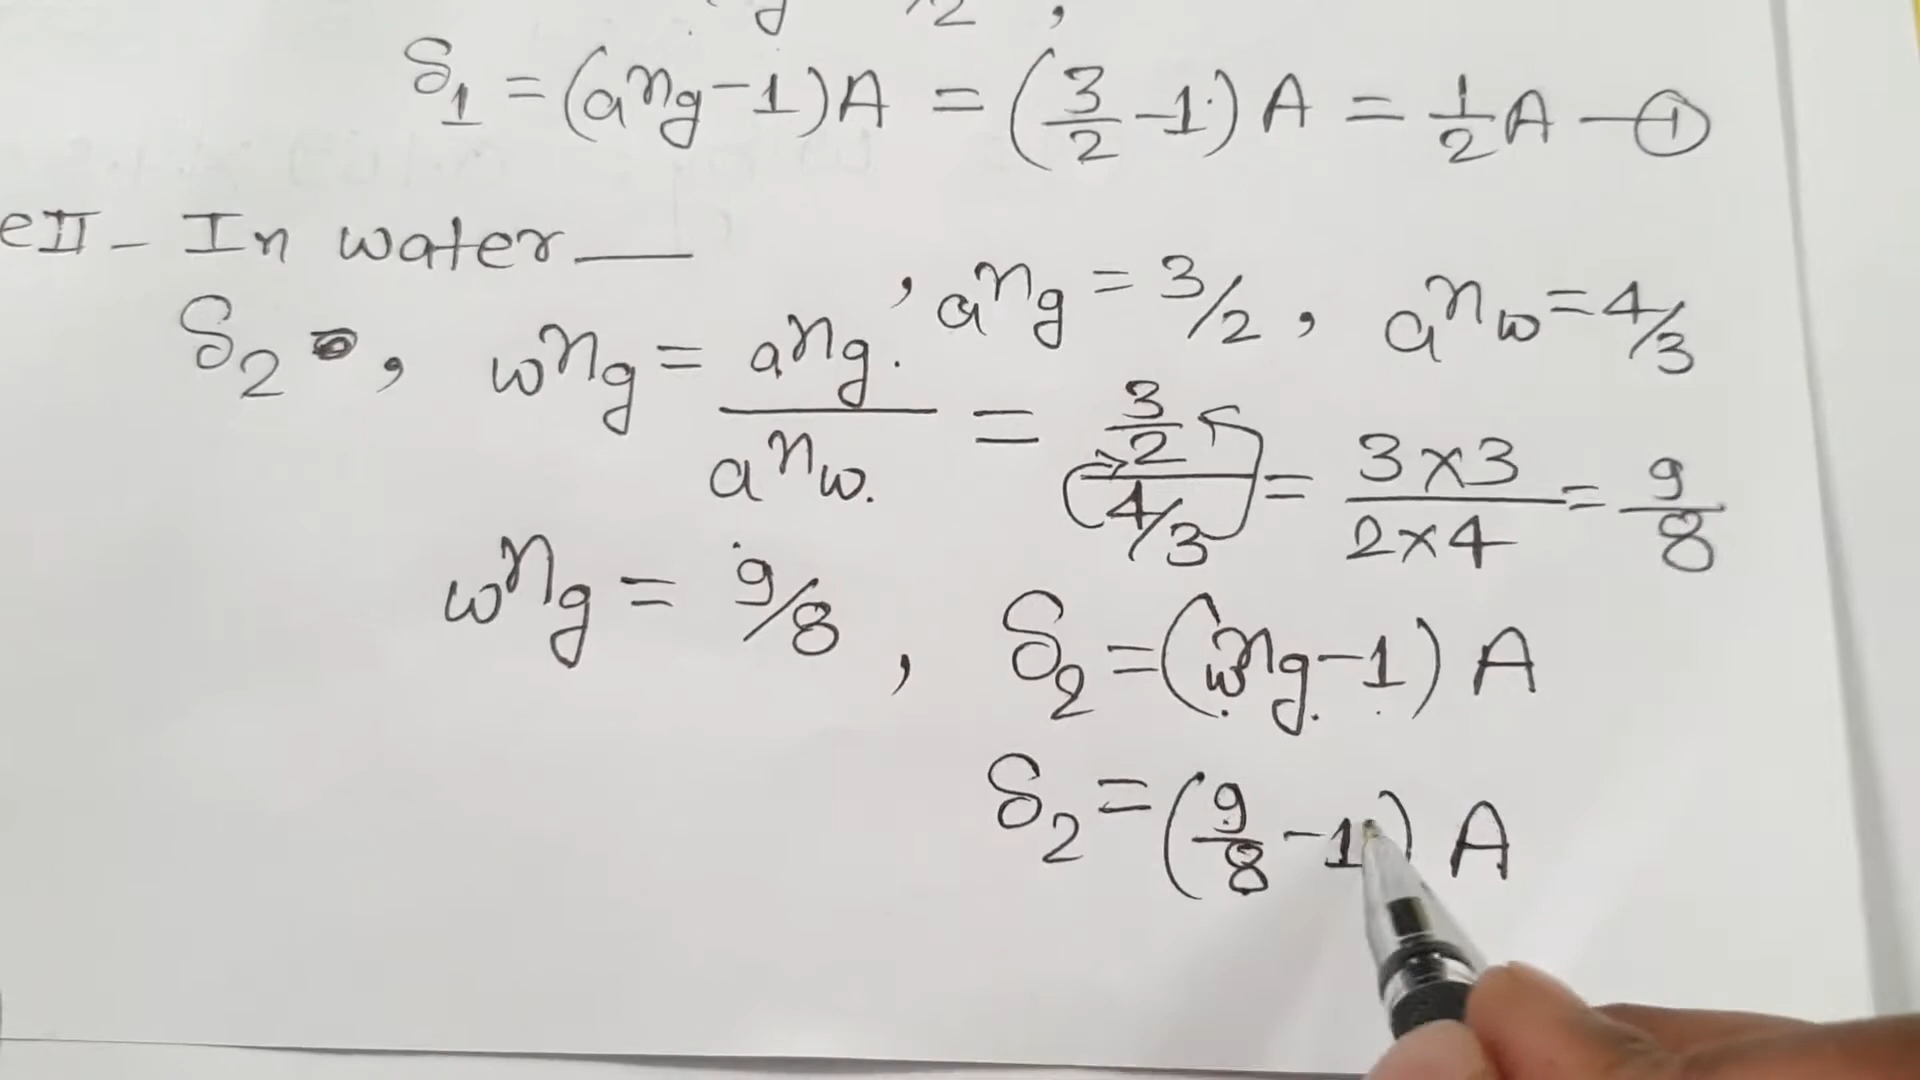 δ₁ = (aⁿg - 1)A = (3/2 - 1)A = 1/2 A — ①
eII - In water —
δ₂ , wⁿg = aⁿg / aⁿw = (3/2) / (4/3) = 3×3 / 2×4 = 9/8 , aⁿg = 3/2 , aⁿw = 4/3
wⁿg = 9/8 , δ₂ = (wⁿg - 1) A
δ₂ = (9/8 - 1) A